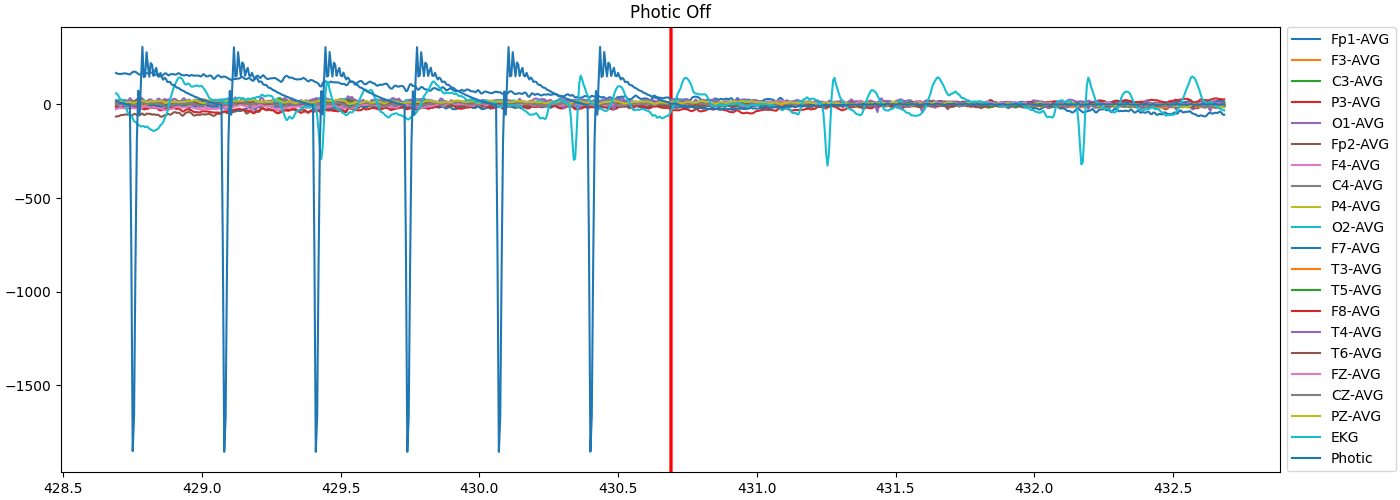 Photic Off
0
−500
−1000
−1500
428.5 429.0 429.5 430.0 430.5 431.0 431.5 432.0 432.5
Fp1-AVG
F3-AVG
C3-AVG
P3-AVG
O1-AVG
Fp2-AVG
F4-AVG
C4-AVG
P4-AVG
O2-AVG
F7-AVG
T3-AVG
T5-AVG
F8-AVG
T4-AVG
T6-AVG
FZ-AVG
CZ-AVG
PZ-AVG
EKG
Photic